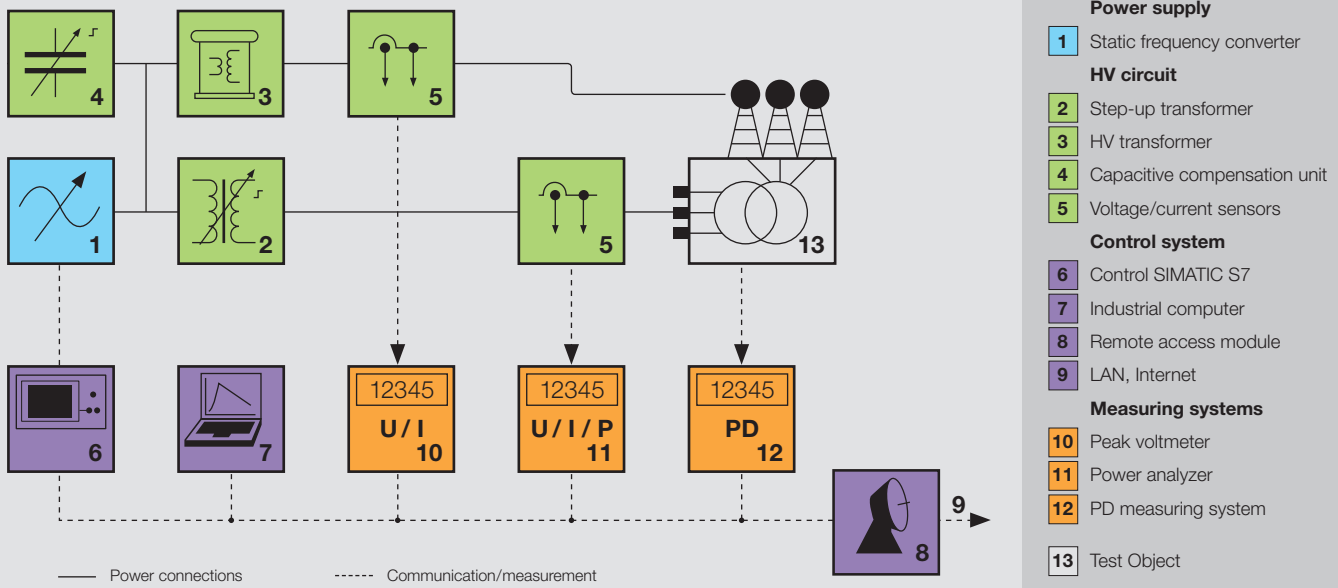 4
3
5
1
2
5
13
6
7
12345
U / I
10
12345
U / I / P
11
12345
PD
12
8
9
Power connections
Communication/measurement
Power supply
1 Static frequency converter
HV circuit
2 Step-up transformer
3 HV transformer
4 Capacitive compensation unit
5 Voltage/current sensors
Control system
6 Control SIMATIC S7
7 Industrial computer
8 Remote access module
9 LAN, Internet
Measuring systems
10 Peak voltmeter
11 Power analyzer
12 PD measuring system
13 Test Object